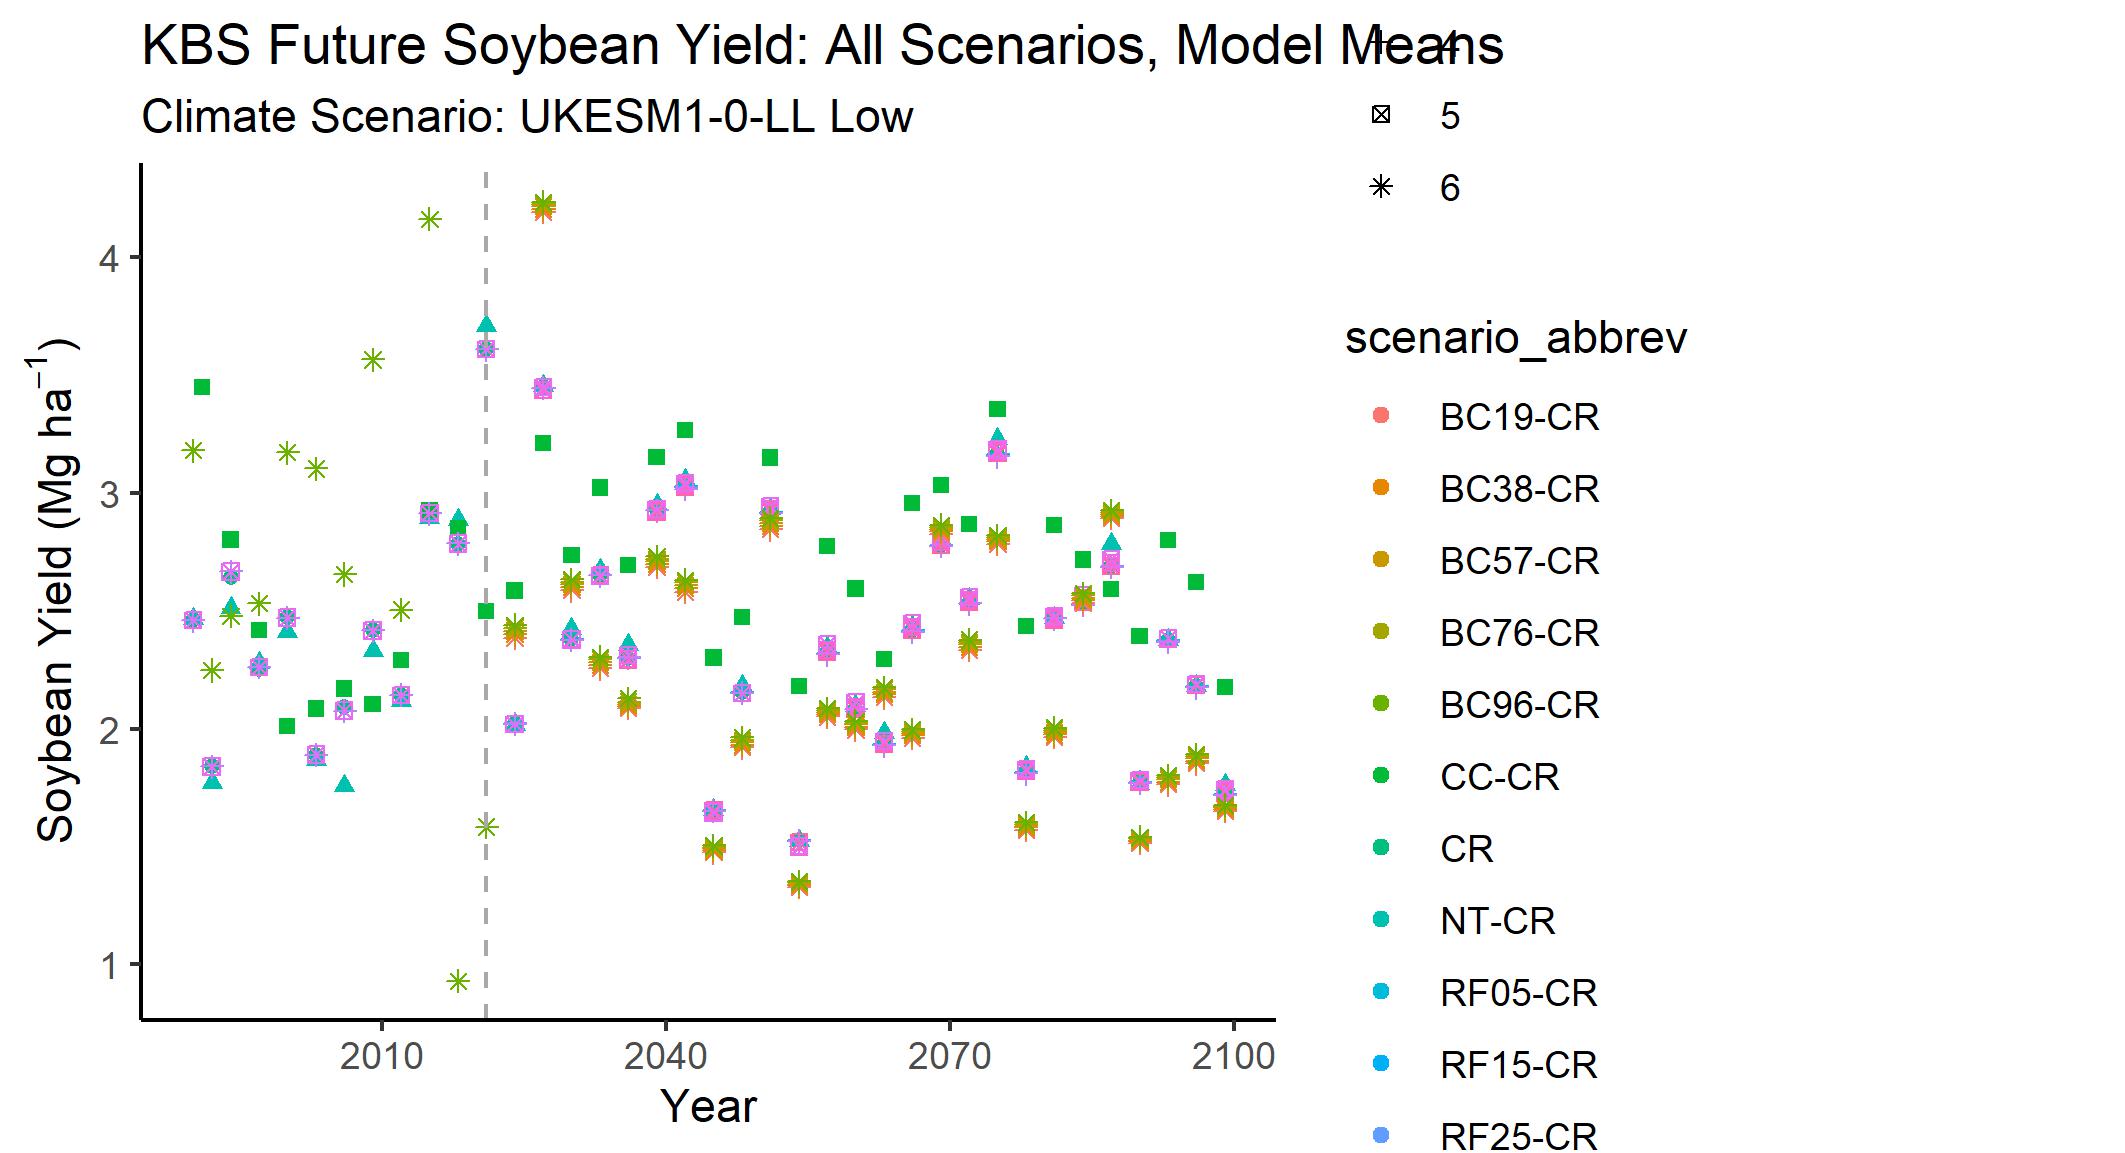 KBS Future Soybean Yield: All Scenarios, Model Means
Climate Scenario: UKESM1-0-LL Low
4
5
6
Soybean Yield (Mg ha⁻¹)
4
3
2
1
2010 2040 2070 2100
Year
scenario_abbrev
BC19-CR
BC38-CR
BC57-CR
BC76-CR
BC96-CR
CC-CR
CR
NT-CR
RF05-CR
RF15-CR
RF25-CR